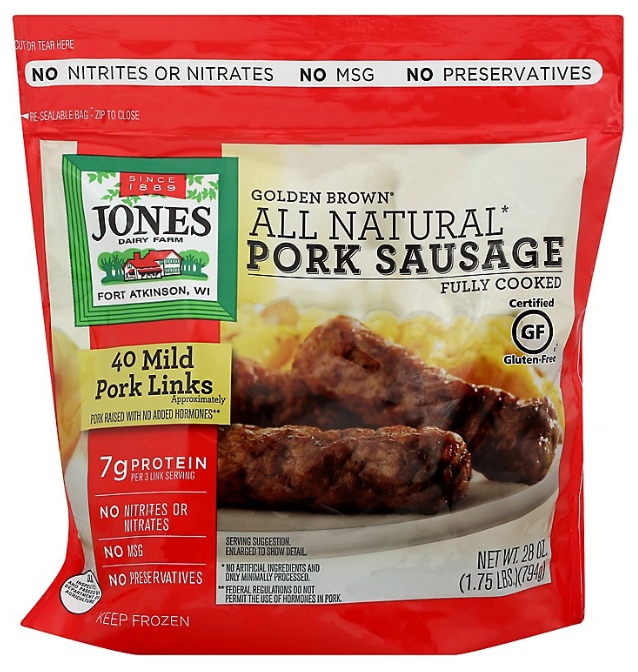 CUT OR TEAR HERE
NO NITRITES OR NITRATES NO MSG NO PRESERVATIVES
RE-SEALABLE BAG - ZIP TO CLOSE
SINCE
1889
JONES
DAIRY FARM
FORT ATKINSON, WI
GOLDEN BROWN®
ALL NATURAL*
PORK SAUSAGE
FULLY COOKED
Certified
GF
Gluten-Free
40 Mild
Pork Links
Approximately
PORK RAISED WITH NO ADDED HORMONES**
7g PROTEIN
PER 3 LINK SERVING
NO NITRITES OR
NITRATES
NO MSG
NO PRESERVATIVES
SERVING SUGGESTION.
ENLARGED TO SHOW DETAIL.
* NO ARTIFICIAL INGREDIENTS AND
ONLY MINIMALLY PROCESSED.
** FEDERAL REGULATIONS DO NOT
PERMIT THE USE OF HORMONES IN PORK.
NET WT. 28 OZ.
(1.75 LBS.)(794g)
KEEP FROZEN